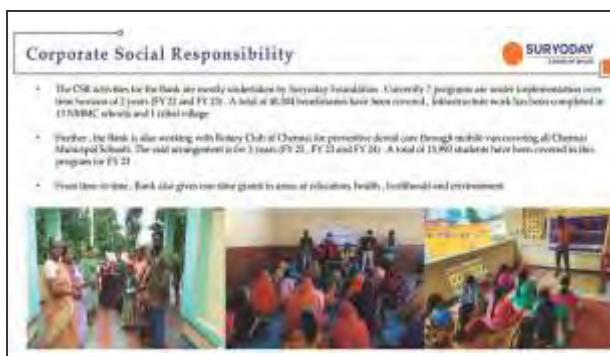 Corporate Social Responsibility
SURYODAY
• The CSR activities for the Bank are mostly undertaken by Suryoday Foundation . Currently 7 programs are under implementation over
time horizon of 2 years (FY 22 and FY 23) . A total of beneficiaries have been covered , Infrastructure work has been completed in
13 NMMC schools and 1 tribal village
• Further , the Bank is also working with Rotary Club of Chennai for preventive dental care through mobile van covering all Chennai
Municipal Schools. The said arrangement is for 3 years (FY 22 , FY 23 and FY 24) . A total of students have been covered in this
program for FY 23
• From time to time , Bank also gives one time grants in areas of education, health , livelihoods and environment